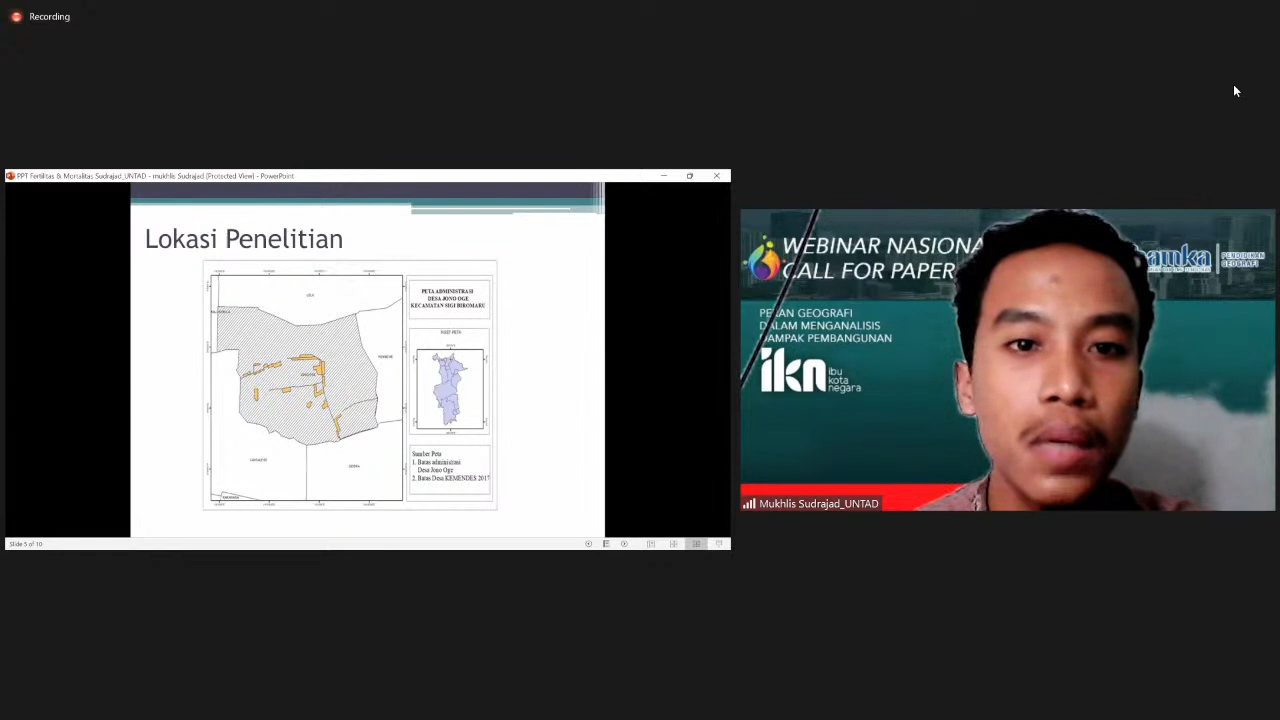 Recording
PPT Fertilitas & Mortalitas Sudrajad_UNTAD - mukhlis Sudrajad (Protected View) - PowerPoint
Lokasi Penelitian
PETA ADMINISTRASI
DESA JONO OGE
KECAMATAN SIGI BIROMARU
INSET PETA
Sumber Peta
1. Batas administrasi
Desa Jono Oge
2. Batas Desa KEMENDES 2017
Slide 5 of 10
WEBINAR NASIONA
CALL FOR PAPER
PENDIDIKAN
GEOGRAFI
DALAM MENGANALISIS
DAMPAK PEMBANGUNAN
ikn ibu
kota
negara
Mukhlis Sudrajad_UNTAD